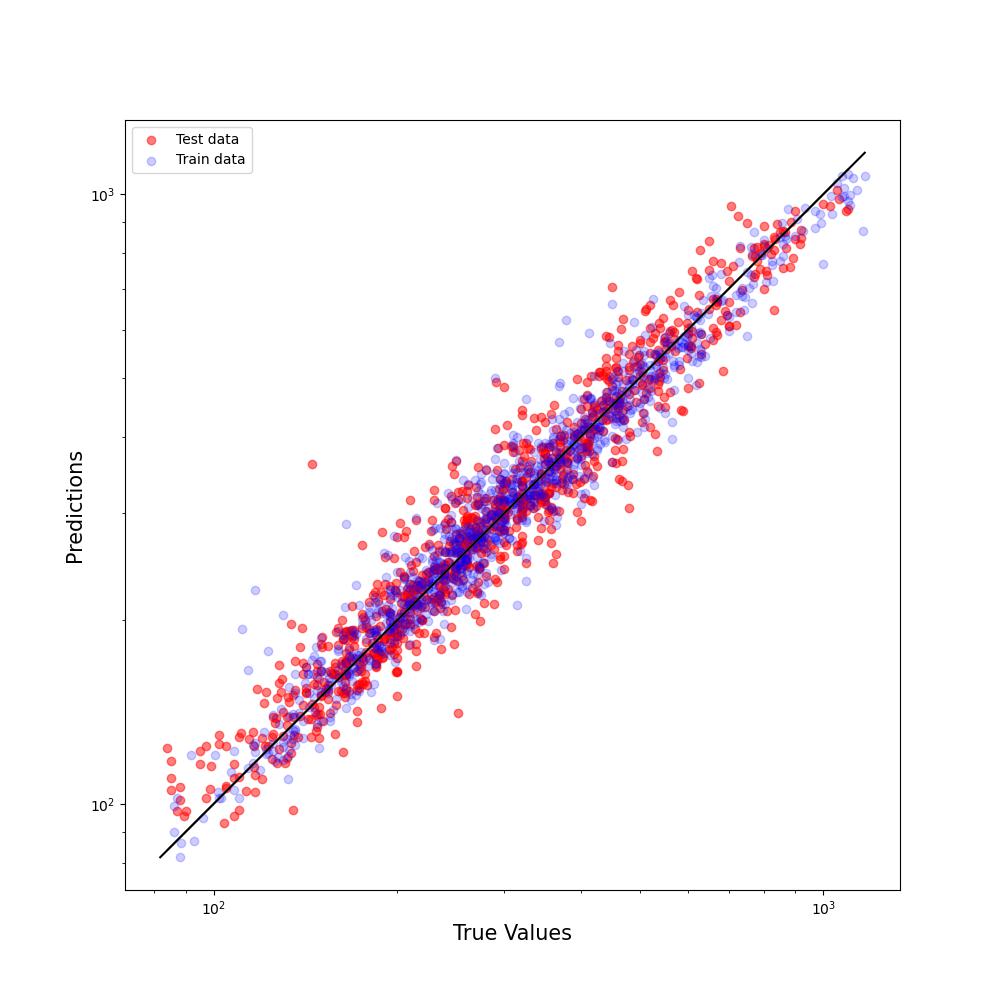 Test data
Train data
10³
10²
Predictions
10²
10³
True Values